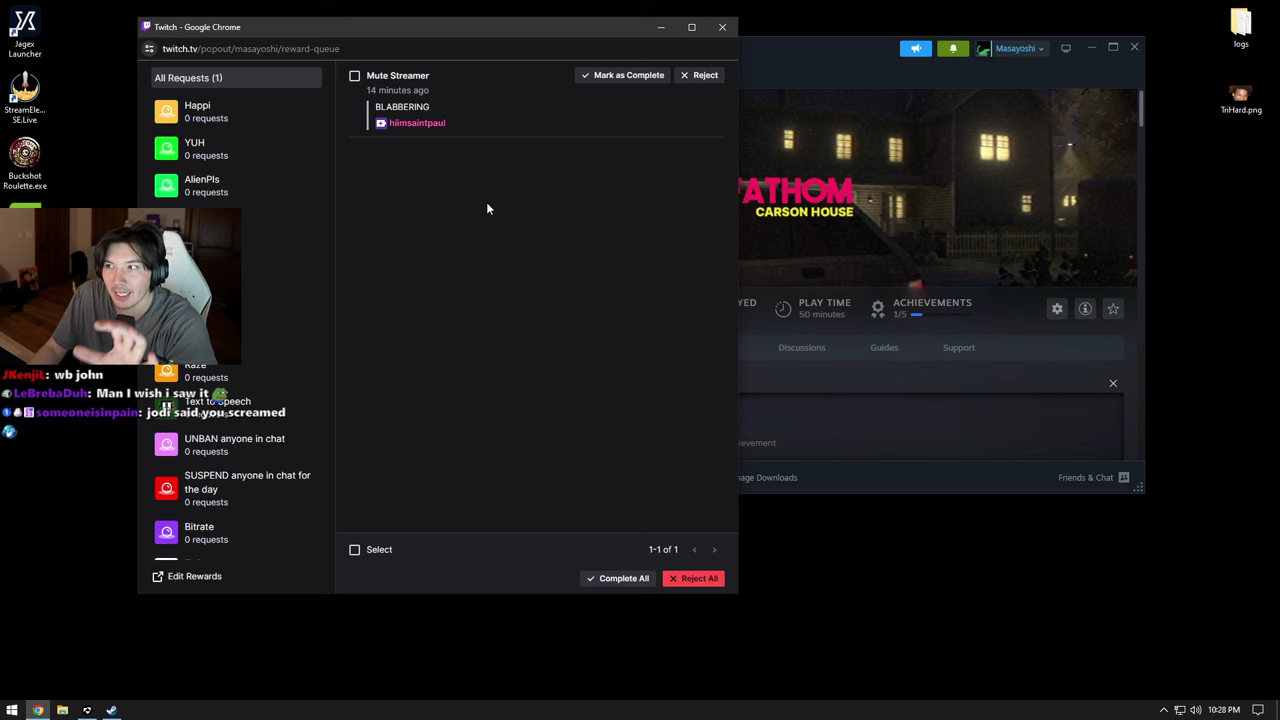 Jagex
Launcher
StreamEle...
SE.Live
Buckshot
Roulette.exe
Twitch - Google Chrome
twitch.tv/popout/masayoshi/reward-queue
All Requests (1)
Happi
0 requests
YUH
0 requests
AlienPls
0 requests
0 requests
Text to Speech
UNBAN anyone in chat
0 requests
SUSPEND anyone in chat for
the day
0 requests
Bitrate
0 requests
Edit Rewards
Mute Streamer
Mark as Complete
Reject
14 minutes ago
BLABBERING
hiimsaintpaul
Select
1-1 of 1
Complete All
Reject All
JKenjiL: wb john
LeBrebaDuh: Man I wish i saw it
someoneisinpain: jodi said you screamed
Masayoshi
FATHOM
CARSON HOUSE
YED
PLAY TIME
50 minutes
ACHIEVEMENTS
1/5
Discussions
Guides
Support
ievement
nage Downloads
Friends & Chat
logs
TriHard.png
10:28 PM